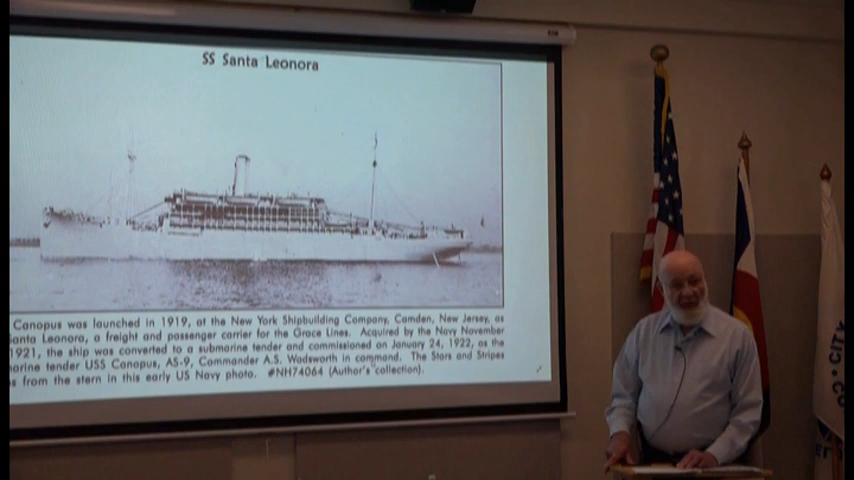 SS Santa Leonora
Canopus was launched in 1919, at the New York Shipbuilding Company, Camden, New Jersey, as
Santa Leonora, a freight and passenger carrier for the Grace Lines. Acquired by the Navy November
1921, the ship was converted to a submarine tender and commissioned on January 24, 1922, as the
marine tender USS Canopus, AS-9, Commander A.S. Wadsworth in command. The Stars and Stripes
s from the stern in this early US Navy photo. #NH74064 (Author's collection).
CITY